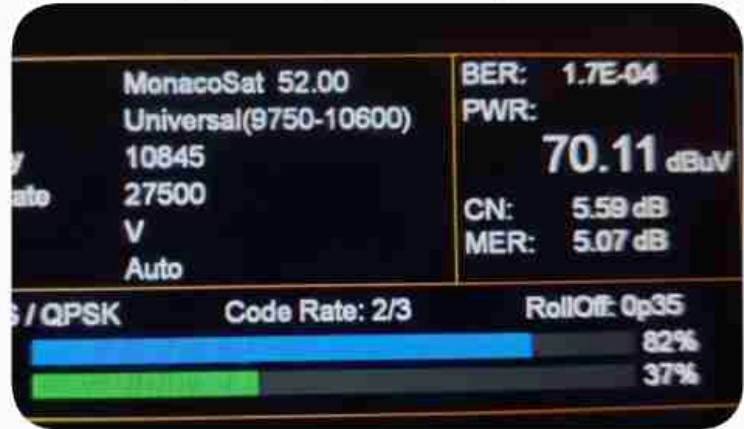 MonacoSat 52.00
Universal(9750-10600)
y 10845
ate 27500
V
Auto
BER: 1.7E-04
PWR:
70.11 dBuV
CN: 5.59 dB
MER: 5.07 dB
S / QPSK Code Rate: 2/3 RollOff: 0p35
82%
37%